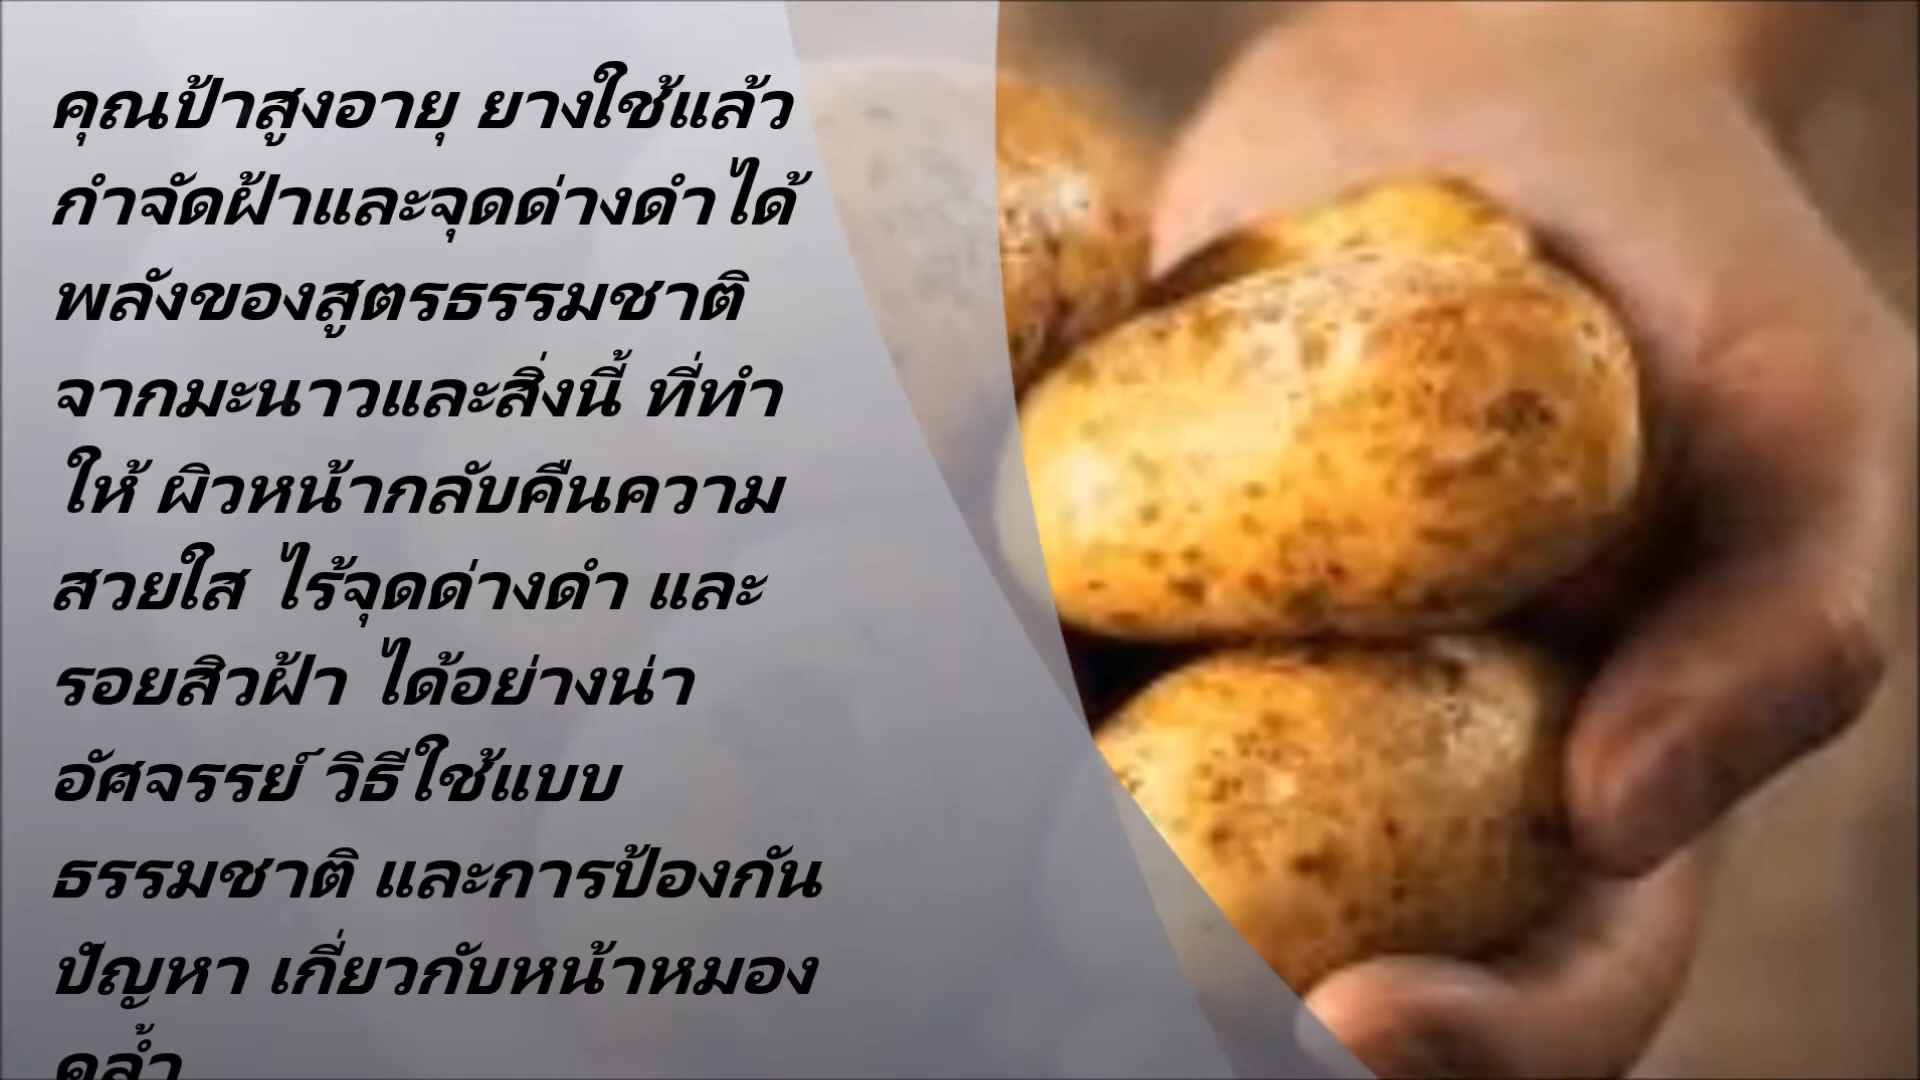 คุณป้าสูงอายุ ยางใช้แล้ว
กำจัดฝ้าและจุดด่างดำได้
พลังของสูตรธรรมชาติ
จากมะนาวและสิ่งนี้ ที่ทำ
ให้ ผิวหน้ากลับคืนความ
สวยใส ไร้จุดด่างดำ และ
รอยสิวฝ้า ได้อย่างน่า
อัศจรรย์ วิธีใช้แบบ
ธรรมชาติ และการป้องกัน
ปัญหา เกี่ยวกับหน้าหมอง
คล้ำ